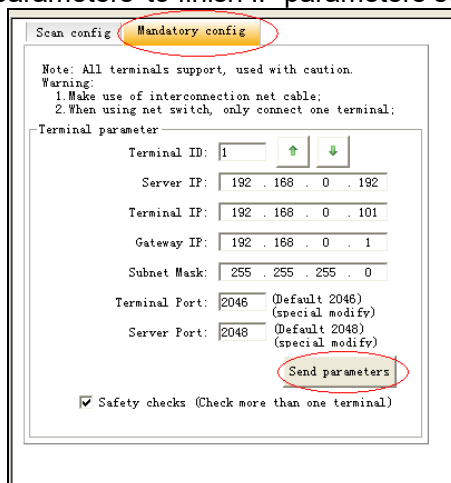 parameters" to finish IP parameters
Scan config Mandatory config
Note: All terminals support, used with caution.
Warning:
1.Make use of interconnection net cable;
2.When using net switch, only connect one terminal;
Terminal parameter
Terminal ID: 1
Server IP: 192 . 168 . 0 . 192
Terminal IP: 192 . 168 . 0 . 101
Gateway IP: 192 . 168 . 0 . 1
Subnet Mask: 255 . 255 . 255 . 0
Terminal Port: 2046 (Default 2046)
(special modify)
Server Port: 2048 (Default 2048)
(special modify)
Send parameters
Safety checks (Check more than one terminal)